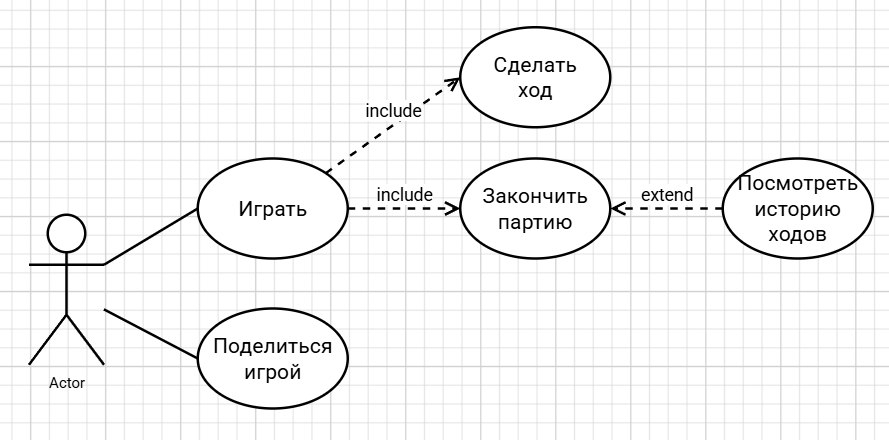 Сделать
ход
include
Играть
include
Закончить
партию
extend
Посмотреть
историю
ходов
Поделиться
игрой
Actor